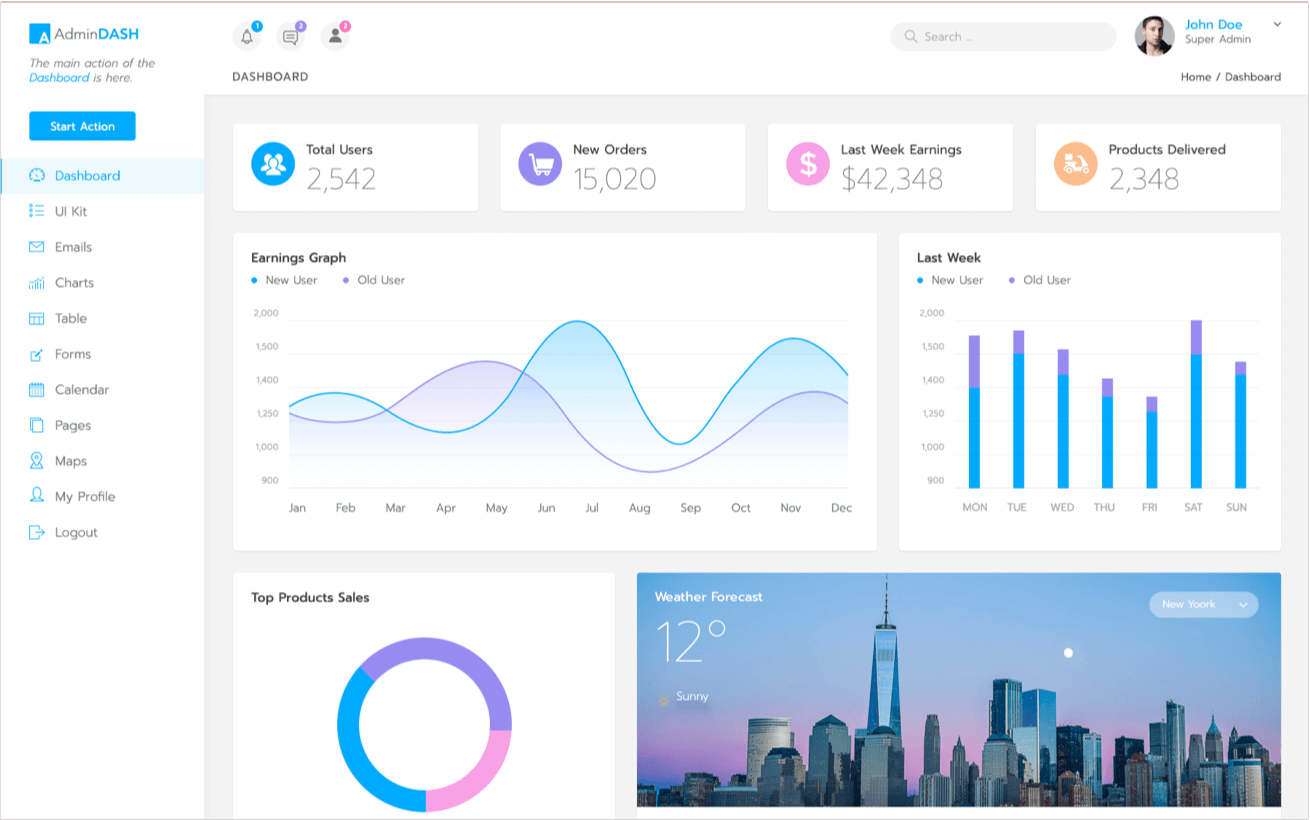 AdminDASH
The main action of the
Dashboard is here.
Start Action
Dashboard
UI Kit
Emails
Charts
Table
Forms
Calendar
Pages
Maps
My Profile
Logout
1
2
2
Search ...
John Doe
Super Admin
DASHBOARD
Home / Dashboard
Total Users
2,542
New Orders
15,020
Last Week Earnings
$42,348
Products Delivered
2,348
Earnings Graph
New User Old User
2,000
1,500
1,400
1,250
1,000
900
Jan Feb Mar Apr May Jun Jul Aug Sep Oct Nov Dec
Last Week
New User Old User
2,000
1,500
1,400
1,250
1,000
900
MON TUE WED THU FRI SAT SUN
Top Products Sales
Weather Forecast
New Yoork
12°
Sunny